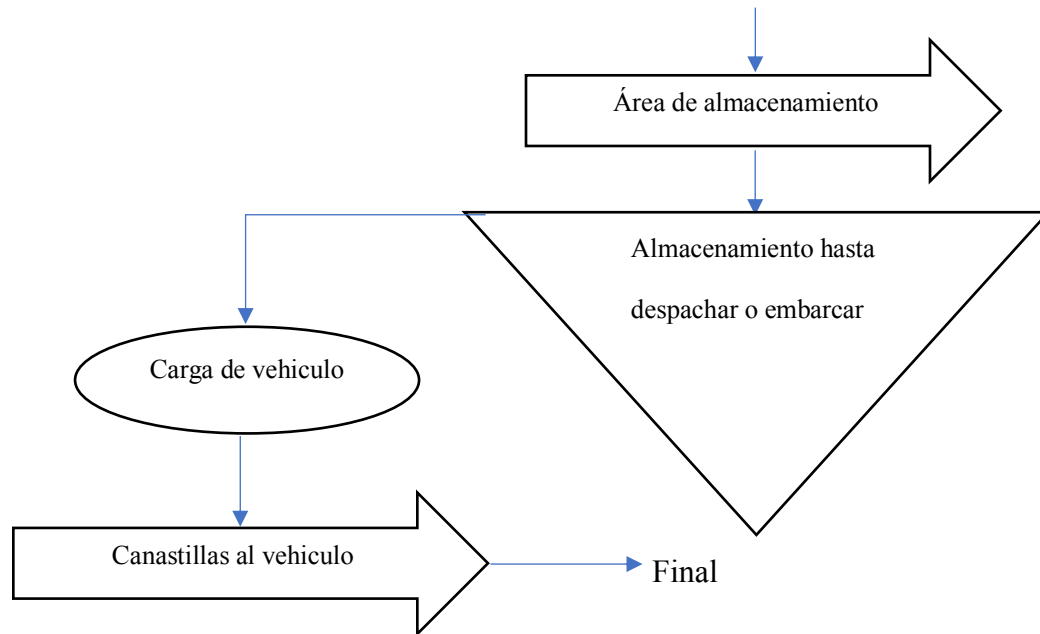 Área de almacenamiento
Almacenamiento hasta
despachar o embarcar
Carga de vehiculo
Canastillas al vehiculo
Final